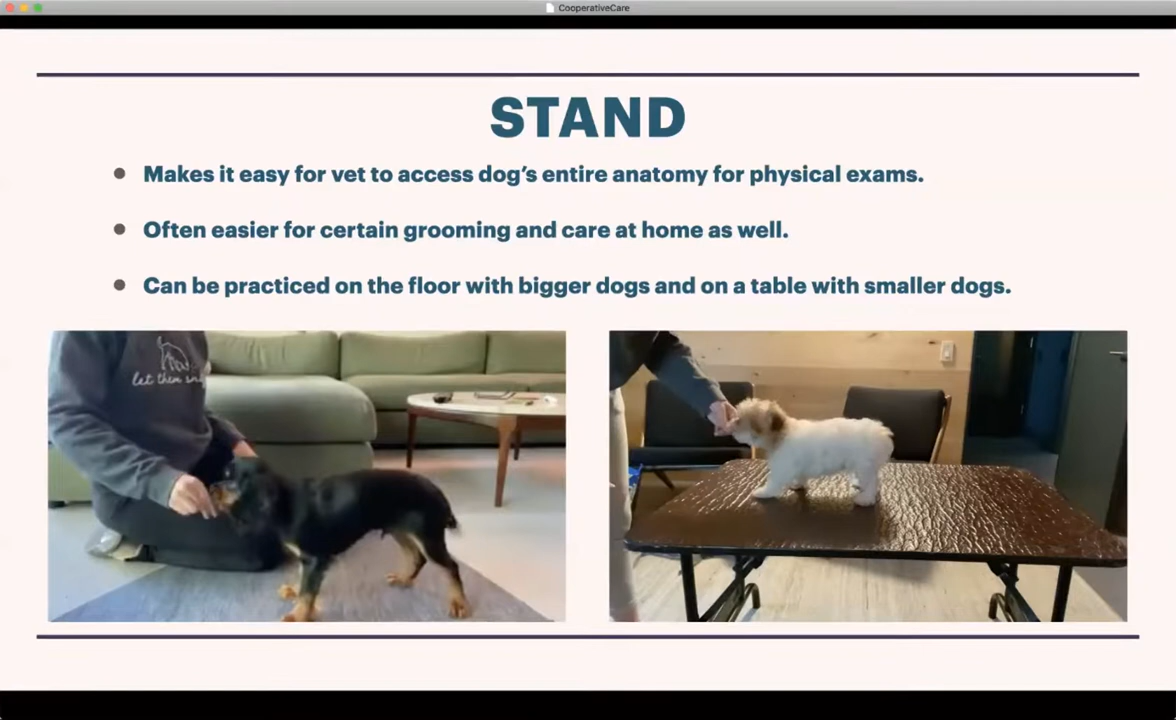 CooperativeCare
STAND
Makes it easy for vet to access dog's entire anatomy for physical exams.
Often easier for certain grooming and care at home as well.
Can be practiced on the floor with bigger dogs and on a table with smaller dogs.
let them